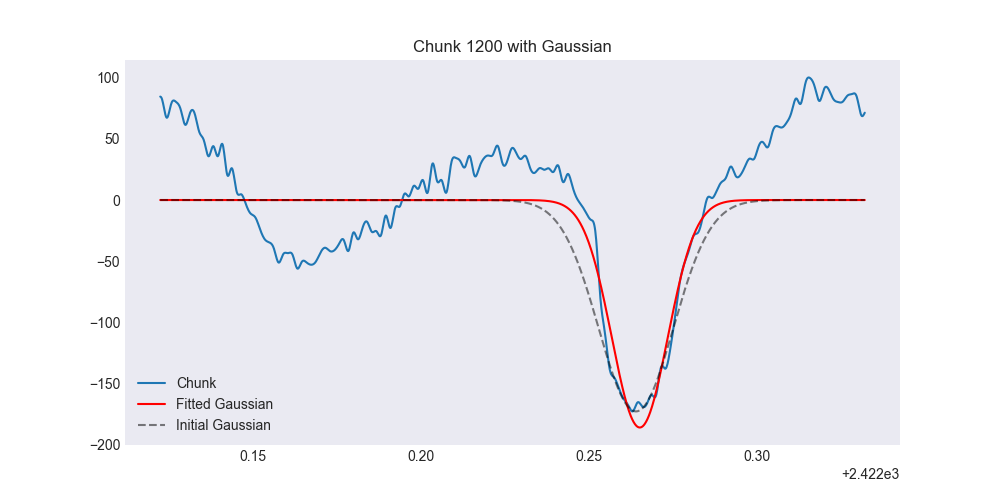 Chunk 1200 with Gaussian
100
50
0
−50
−100
−150
−200
Chunk
Fitted Gaussian
Initial Gaussian
0.15 0.20 0.25 0.30
+2.422e3